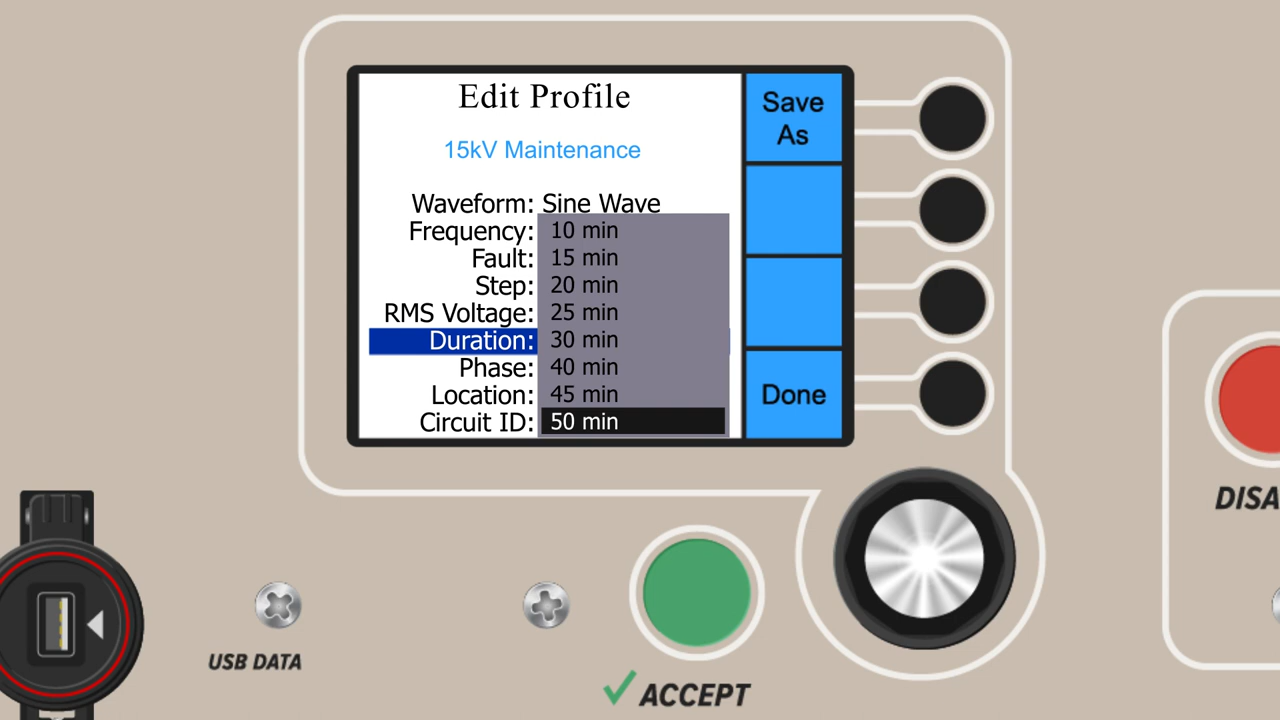 Edit Profile
15kV Maintenance
Waveform: Sine Wave
Frequency: 10 min
Fault: 15 min
Step: 20 min
RMS Voltage: 25 min
Duration: 30 min
Phase: 40 min
Location: 45 min
Circuit ID: 50 min
Save
As
Done
DISA
USB DATA
ACCEPT